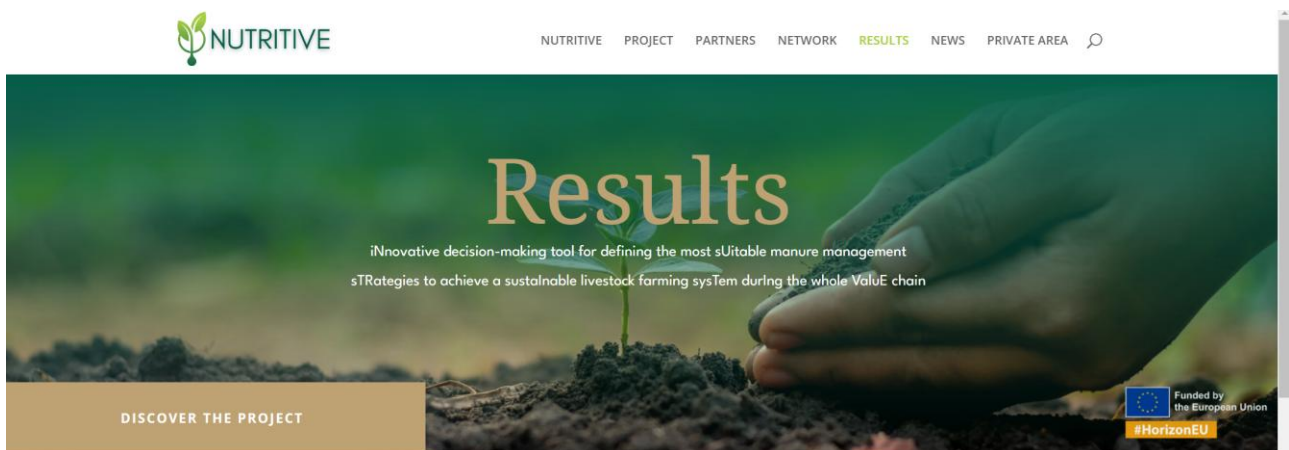 NUTRITIVE
NUTRITIVE PROJECT PARTNERS NETWORK RESULTS NEWS PRIVATE AREA
Results
iNnovative decision-making tool for defining the most sUitable manure management
sTRategies to achieve a sustaInable livestock farming sysTem durIng the whole ValuE chain
DISCOVER THE PROJECT
Funded by
the European Union
#HorizonEU